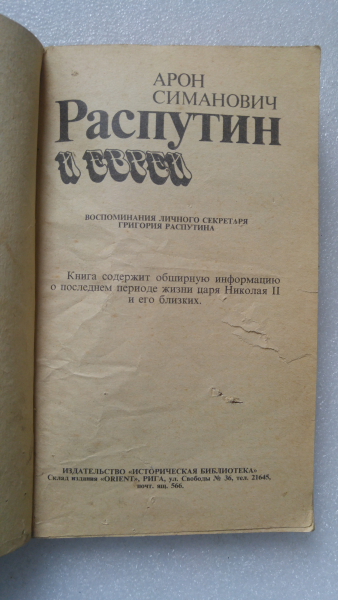 АРОН
СИМАНОВИЧ
Распутин
И ЕВРЕИ
ВОСПОМИНАНИЯ ЛИЧНОГО СЕКРЕТАРЯ
ГРИГОРИЯ РАСПУТИНА
Книга содержит обширную информацию
о последнем периоде жизни царя Николая II
и его близких.
ИЗДАТЕЛЬСТВО «ИСТОРИЧЕСКАЯ БИБЛИОТЕКА»
Склад издания «ORIENT», РИГА, ул. Свободы № 36, тел. 21645,
почт. ящ. 566.